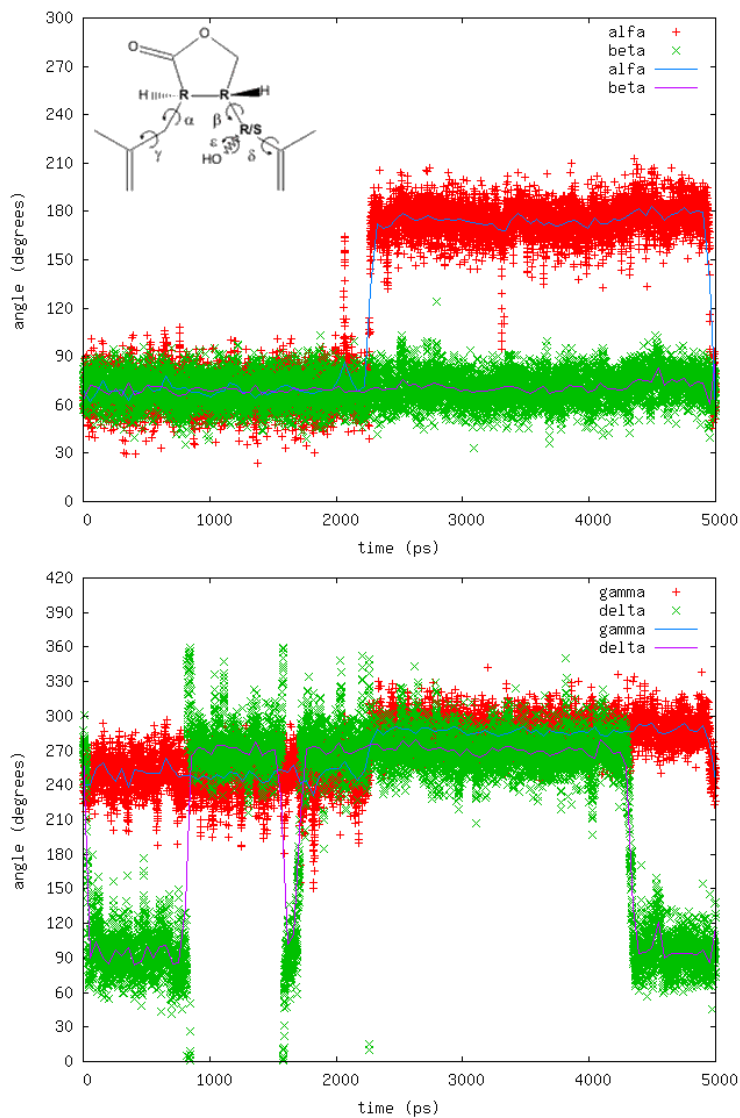 300
270
240
210
180
150
120
90
60
30
0
angle (degrees)
alfa
beta
alfa
beta
O
O
H
R
R
H
α
β
R/S
γ
ε
HO
δ
0
1000
2000
3000
4000
5000
time (ps)
420
390
360
330
300
270
240
210
180
150
120
90
60
30
0
angle (degrees)
gamma
delta
gamma
delta
0
1000
2000
3000
4000
5000
time (ps)